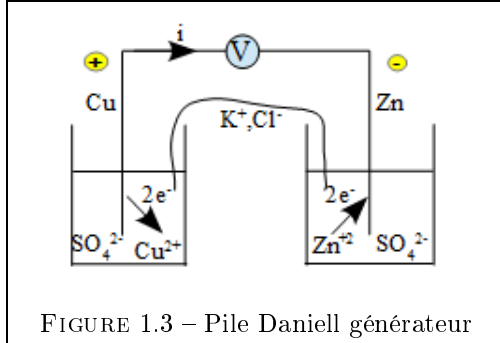 i
+ V -
Cu Zn
K⁺,Cl⁻
2e⁻ 2e⁻
SO₄²⁻ Cu²⁺ Zn⁺² SO₄²⁻
FIGURE 1.3 – Pile Daniell générateur